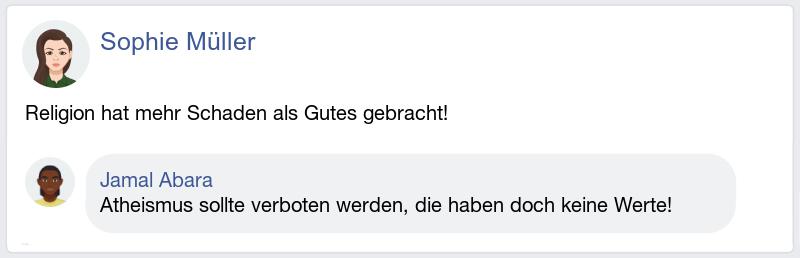 Sophie Müller
Religion hat mehr Schaden als Gutes gebracht!
Jamal Abara
Atheismus sollte verboten werden, die haben doch keine Werte!